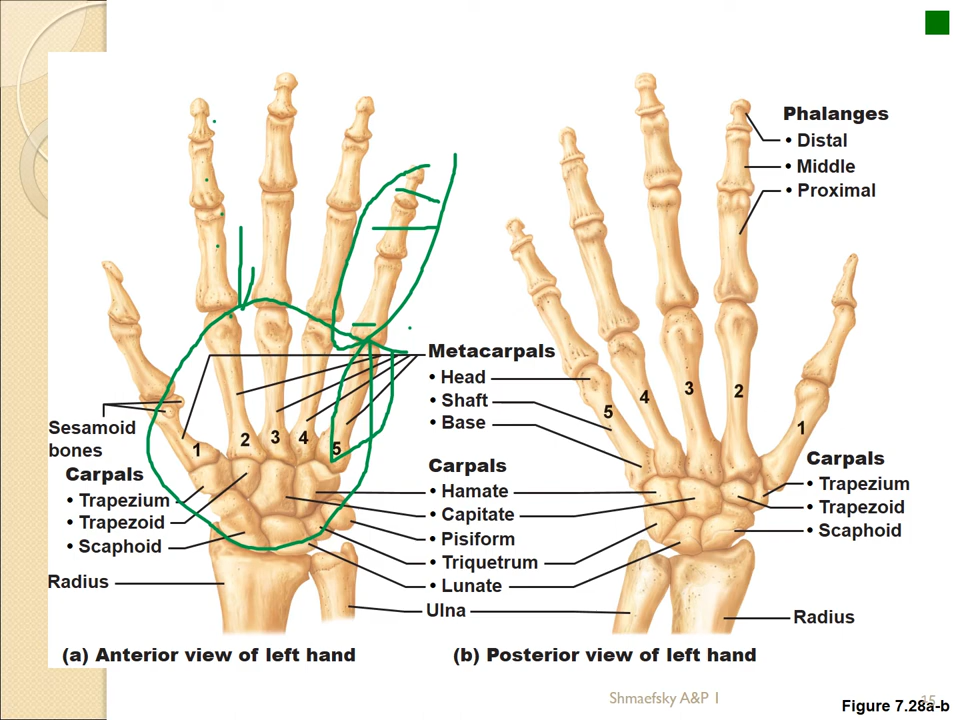 Phalanges
• Distal
• Middle
• Proximal
Metacarpals
• Head
• Shaft
• Base
Sesamoid
bones
1
2
3
4
5
5
4
3
2
1
Carpals
• Trapezium
• Trapezoid
• Scaphoid
Carpals
• Hamate
• Capitate
• Pisiform
• Triquetrum
• Lunate
Carpals
• Trapezium
• Trapezoid
• Scaphoid
Radius
Ulna
Radius
(a) Anterior view of left hand
(b) Posterior view of left hand
Shmaefsky A&P 1
15
Figure 7.28a-b